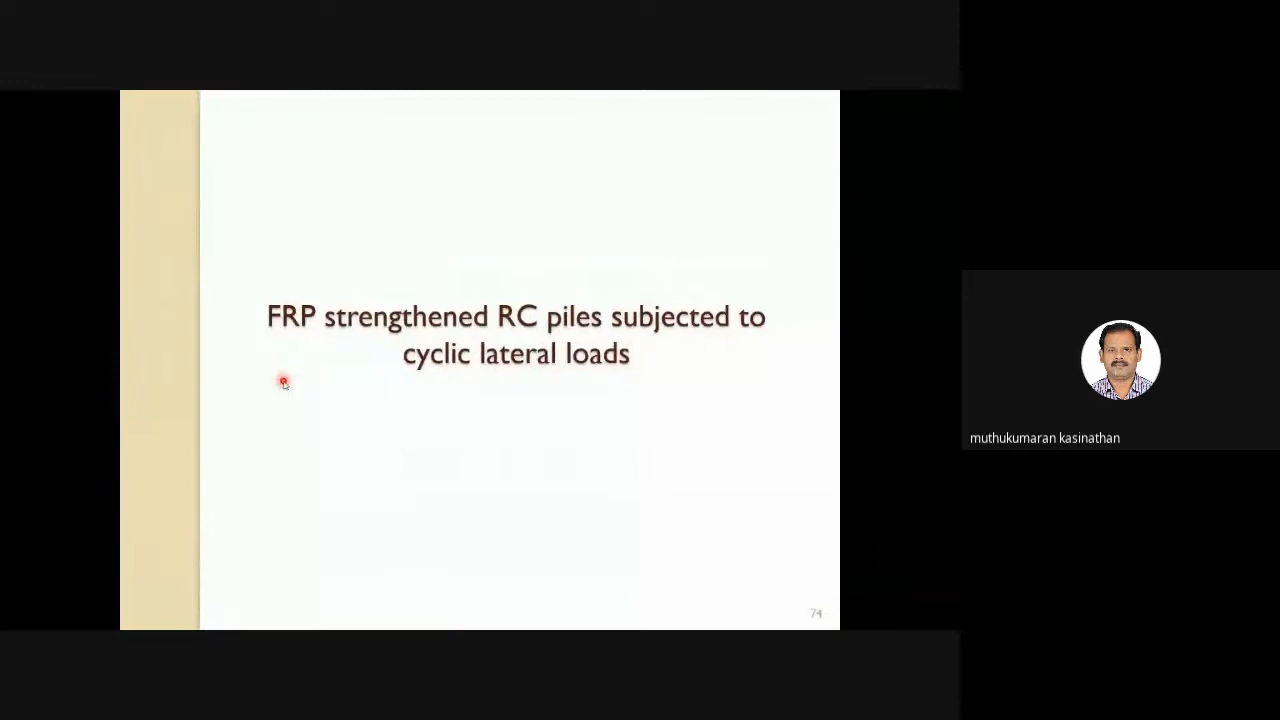 FRP strengthened RC piles subjected to
cyclic lateral loads
74
muthukumaran kasinathan